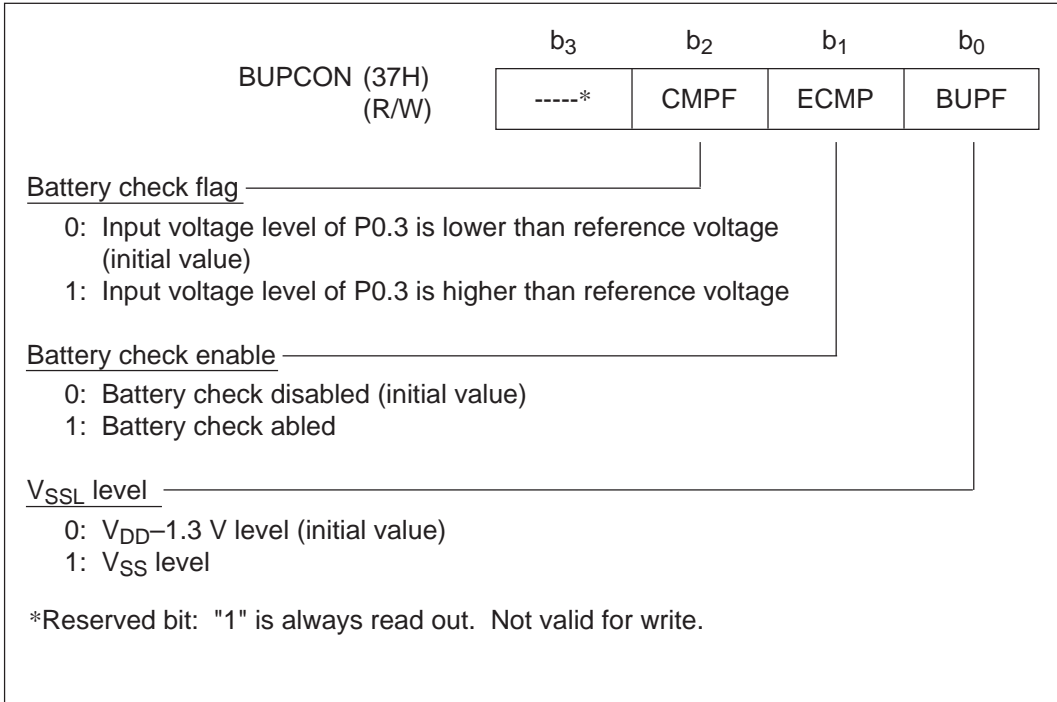 b3 b2 b1 b0
BUPCON (37H) -----* CMPF ECMP BUPF
(R/W)
Battery check flag
0: Input voltage level of P0.3 is lower than reference voltage
(initial value)
1: Input voltage level of P0.3 is higher than reference voltage
Battery check enable
0: Battery check disabled (initial value)
1: Battery check abled
VSSL level
0: VDD–1.3 V level (initial value)
1: VSS level
*Reserved bit: "1" is always read out. Not valid for write.